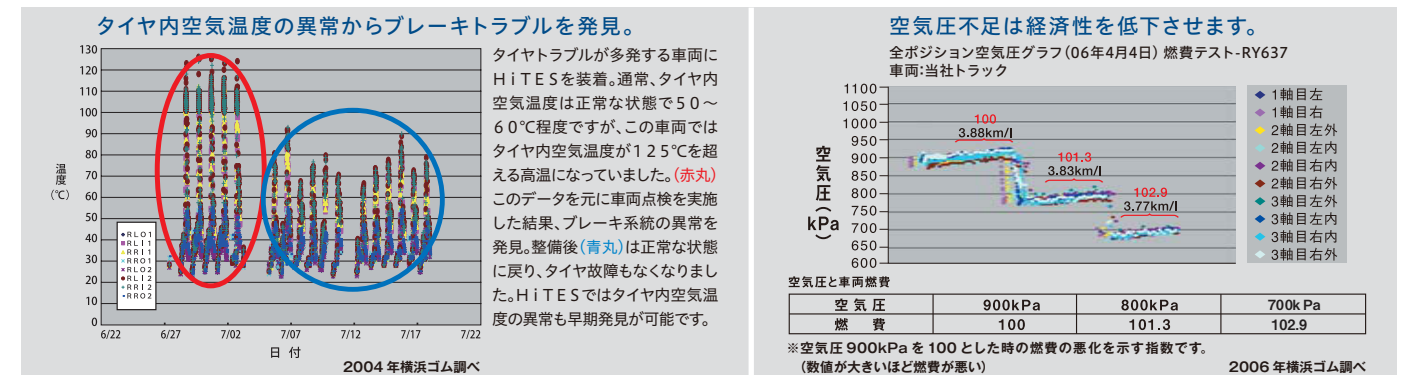 タイヤ内空気温度の異常からブレーキトラブルを発見。
130
120
110
100
90
80
70
60
50
40
30
20
10
0
温度
(℃)
RLO1
RLI1
RRI1
RRO1
RLO2
RLI2
RRI2
RRO2
6/22 6/27 7/02 7/07 7/12 7/17 7/22
日 付
タイヤトラブルが多発する車両に
HiTESを装着。通常、タイヤ内
空気温度は正常な状態で50〜
60℃程度ですが、この車両では
タイヤ内空気温度が125℃を超
える高温になっていました。(赤丸)
このデータを元に車両点検を実施
した結果、ブレーキ系統の異常を
発見。整備後(青丸)は正常な状態
に戻り、タイヤ故障もなくなりまし
た。HiTESではタイヤ内空気温
度の異常も早期発見が可能です。
2004年横浜ゴム調べ
空気圧不足は経済性を低下させます。
全ポジション空気圧グラフ(06年4月4日) 燃費テスト-RY637
車両:当社トラック
1100
1050
1000
950
900
850
800
750
700
650
600
空気圧(kPa)
100
3.88km/l
101.3
3.83km/l
102.9
3.77km/l
1軸目左
1軸目右
2軸目左外
2軸目左内
2軸目右内
2軸目右外
3軸目左外
3軸目左内
3軸目右内
3軸目右外
空気圧と車両燃費
空気圧 900kPa 800kPa 700kPa
燃 費 100 101.3 102.9
※空気圧900kPaを100とした時の燃費の悪化を示す指数です。
(数値が大きいほど燃費が悪い)
2006年横浜ゴム調べ